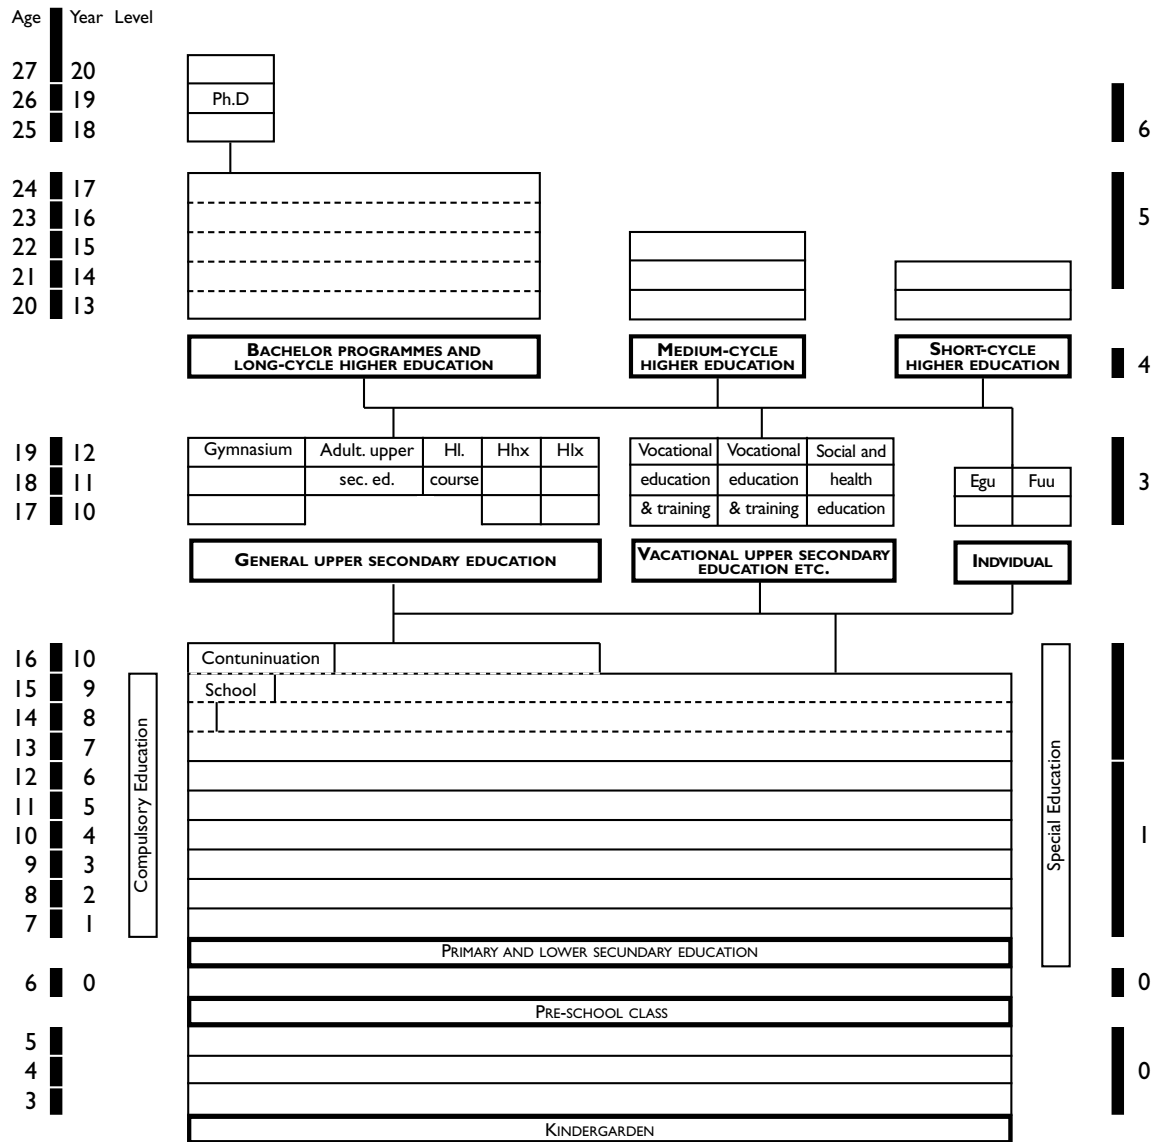 Age Year Level
27 20
26 19 Ph.D
25 18 6
24 17
23 16 5
22 15
21 14
20 13
BACHELOR PROGRAMMES AND
LONG-CYCLE HIGHER EDUCATION
MEDIUM-CYCLE
HIGHER EDUCATION
SHORT-CYCLE
HIGHER EDUCATION
4
19 12 Gymnasium Adult. upper Hl. Hhx Hlx Vocational Vocational Social and
18 11 sec. ed. course education education health Egu Fuu 3
17 10 & training & training education
GENERAL UPPER SECONDARY EDUCATION
VACATIONAL UPPER SECONDARY
EDUCATION ETC.
INDVIDUAL
16 10 Contuninuation
15 9 School
14 8
13 7
12 6
11 5
10 4 1
9 3
8 2
7 1
Compulsory Education
Special Education
PRIMARY AND LOWER SECUNDARY EDUCATION
6 0 0
PRE-SCHOOL CLASS
5
4 0
3
KINDERGARDEN